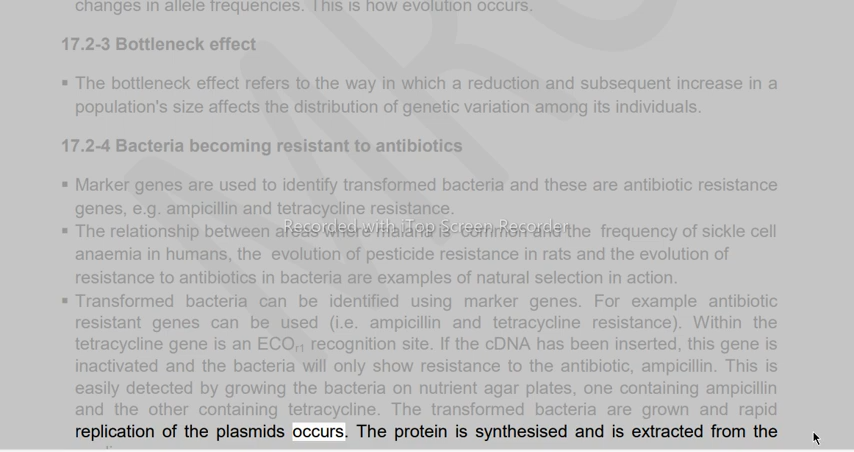 changes in allele frequencies. This is how evolution occurs.
17.2-3 Bottleneck effect
▪ The bottleneck effect refers to the way in which a reduction and subsequent increase in a
population's size affects the distribution of genetic variation among its individuals.
17.2-4 Bacteria becoming resistant to antibiotics
▪ Marker genes are used to identify transformed bacteria and these are antibiotic resistance
genes, e.g. ampicillin and tetracycline resistance.
Recorded with iTop Screen Recorder
▪ The relationship between areas where malaria is common and the frequency of sickle cell
anaemia in humans, the evolution of pesticide resistance in rats and the evolution of
resistance to antibiotics in bacteria are examples of natural selection in action.
▪ Transformed bacteria can be identified using marker genes. For example antibiotic
resistant genes can be used (i.e. ampicillin and tetracycline resistance). Within the
tetracycline gene is an ECOr1 recognition site. If the cDNA has been inserted, this gene is
inactivated and the bacteria will only show resistance to the antibiotic, ampicillin. This is
easily detected by growing the bacteria on nutrient agar plates, one containing ampicillin
and the other containing tetracycline. The transformed bacteria are grown and rapid
replication of the plasmids occurs. The protein is synthesised and is extracted from the